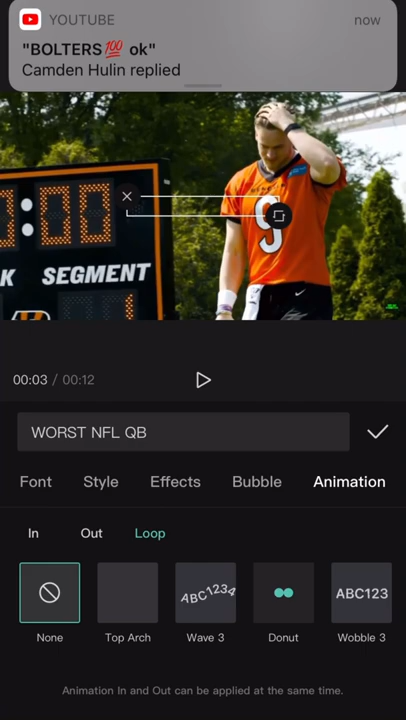 YOUTUBE now
"BOLTERS💯 ok"
Camden Hulin replied
:00
K SEGMENT
1
9
00:03 / 00:12
WORST NFL QB
Font Style Effects Bubble Animation
In Out Loop
ABC1234 ABC123
None Top Arch Wave 3 Donut Wobble 3
Animation In and Out can be applied at the same time.